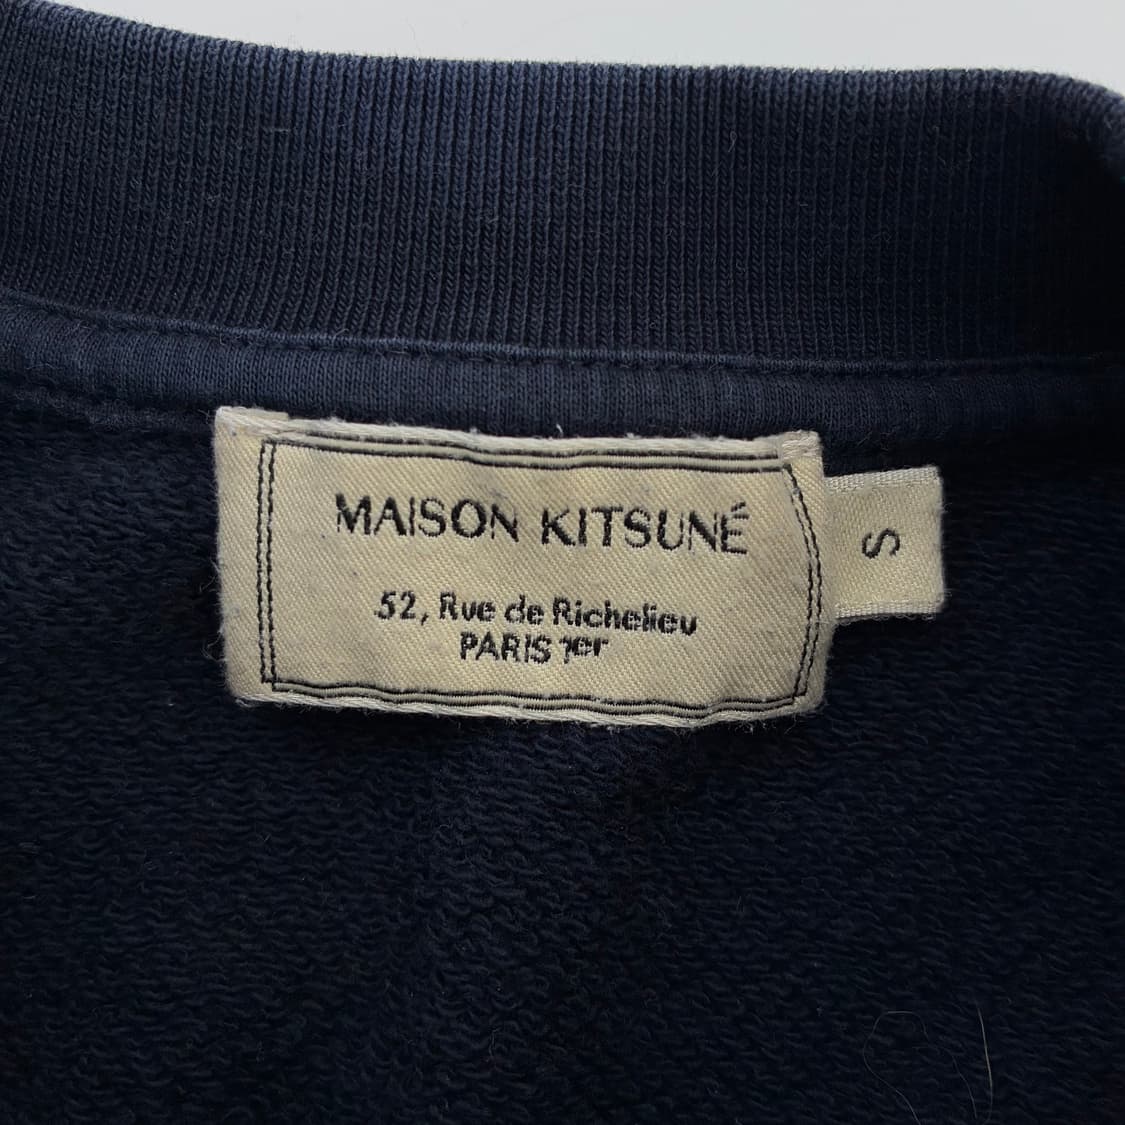 MAISON KITSUNÉ
52, Rue de Richelieu
PARIS 1er
S